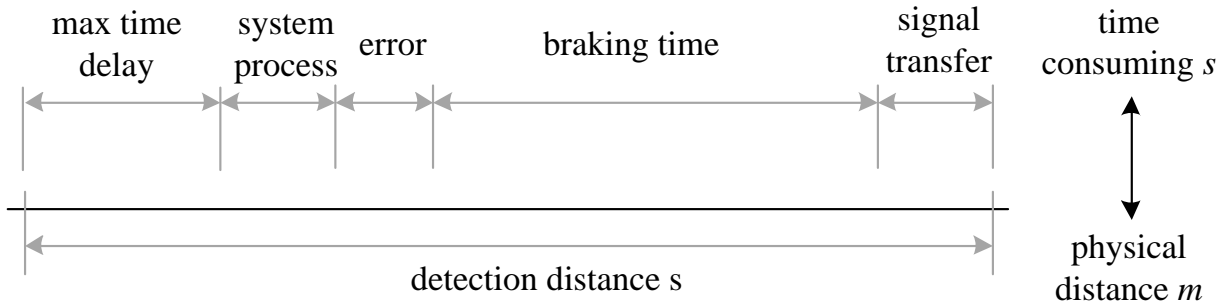 max time
delay
system
process
error
braking time
signal
transfer
time
consuming s
detection distance s
physical
distance m